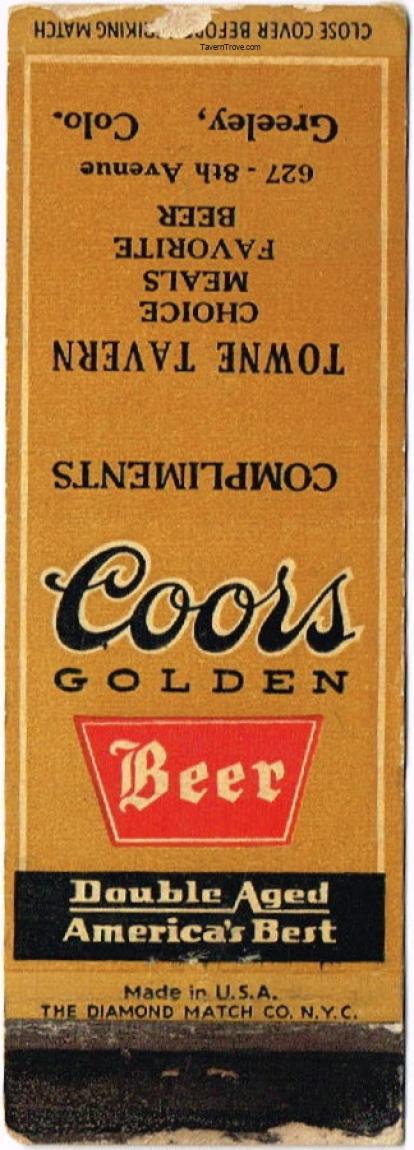 CLOSE COVER BEFORE STRIKING MATCH
TavernTrove.com
COMPLIMENTS
TOWNE TAVERN
CHOICE
MEALS
FAVORITE
BEER
627 - 8th Avenue
Greeley, Colo.
Coors
GOLDEN
Beer
Double Aged
America's Best
Made in U.S.A.
THE DIAMOND MATCH CO. N.Y.C.